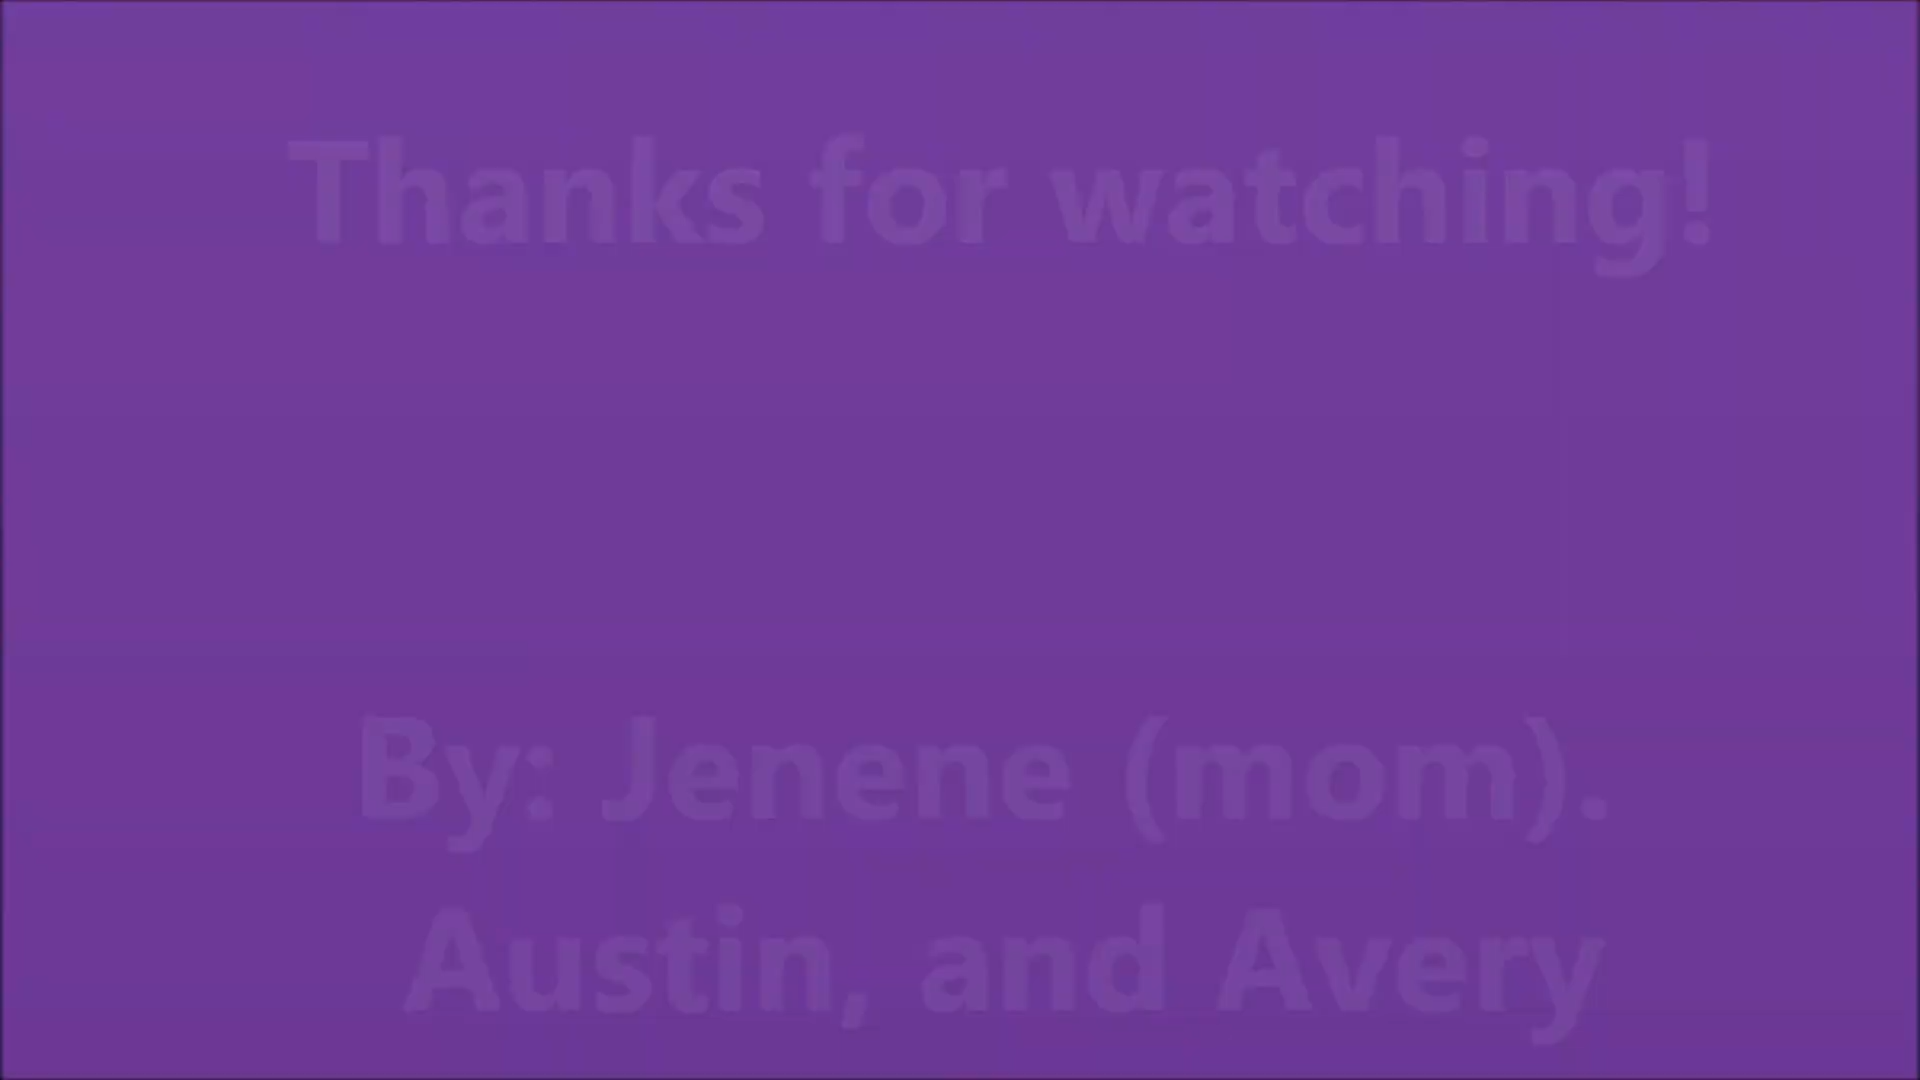 Thanks for watching!
By: Jenene (mom).
Austin, and Avery